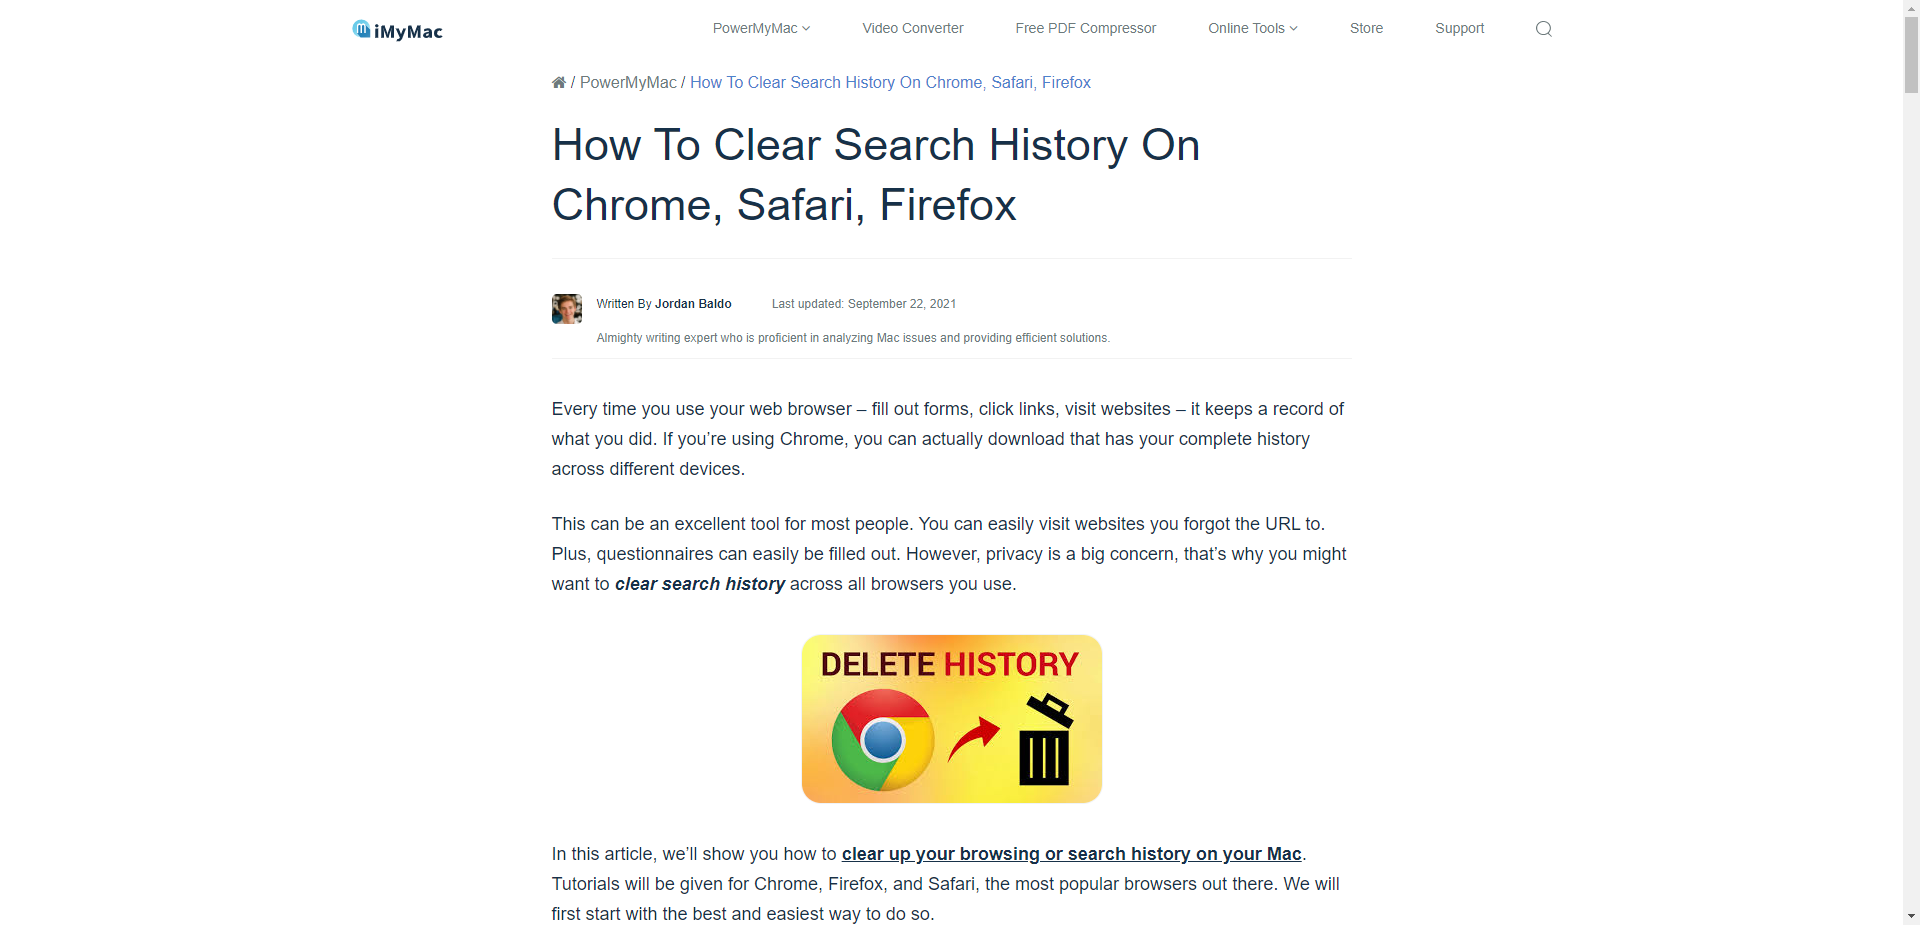 iMyMac
PowerMyMac
Video Converter
Free PDF Compressor
Online Tools
Store
Support
/ PowerMyMac / How To Clear Search History On Chrome, Safari, Firefox
How To Clear Search History On
Chrome, Safari, Firefox
Written By Jordan Baldo
Last updated: September 22, 2021
Almighty writing expert who is proficient in analyzing Mac issues and providing efficient solutions.
Every time you use your web browser – fill out forms, click links, visit websites – it keeps a record of
what you did. If you’re using Chrome, you can actually download that has your complete history
across different devices.
This can be an excellent tool for most people. You can easily visit websites you forgot the URL to.
Plus, questionnaires can easily be filled out. However, privacy is a big concern, that’s why you might
want to clear search history across all browsers you use.
DELETE HISTORY
In this article, we’ll show you how to clear up your browsing or search history on your Mac.
Tutorials will be given for Chrome, Firefox, and Safari, the most popular browsers out there. We will
first start with the best and easiest way to do so.